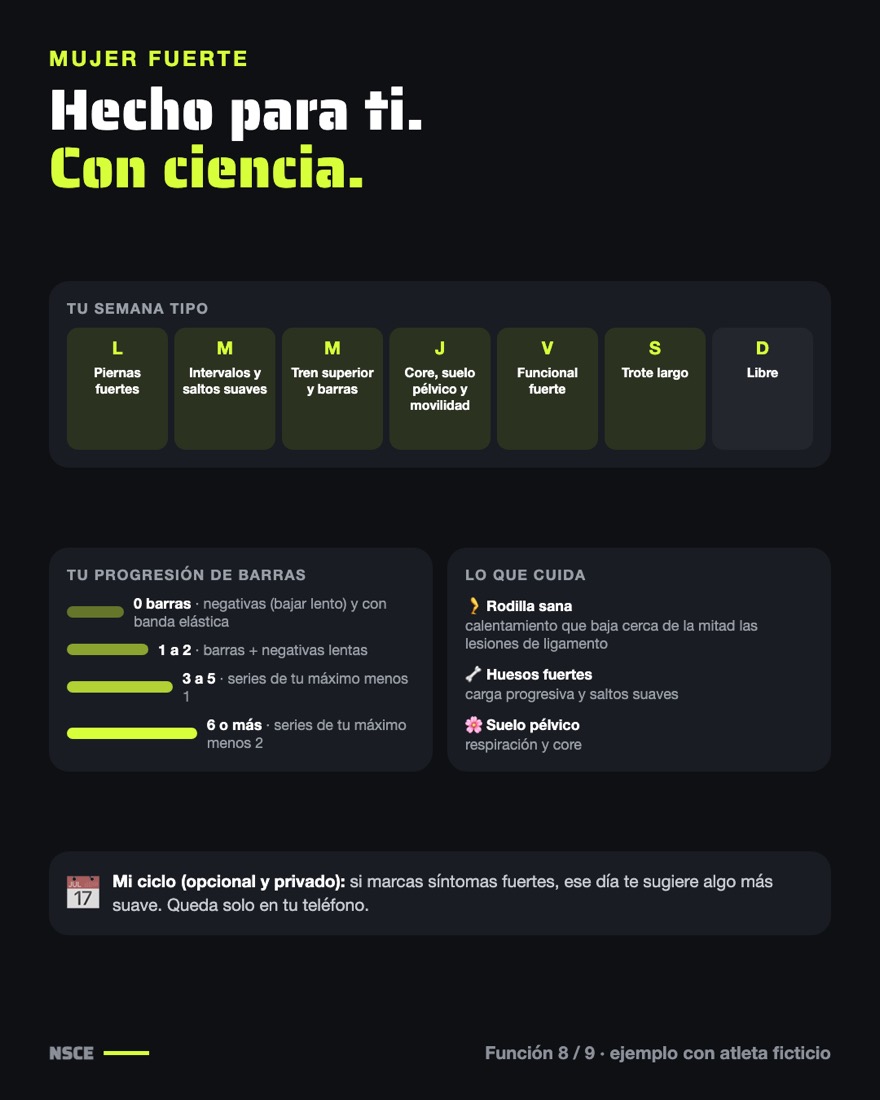 MUJER FUERTE
Hecho para ti.
Con ciencia.
TU SEMANA TIPO
L
Piernas
fuertes
M
Intervalos y
saltos suaves
M
Tren superior
y barras
J
Core, suelo
pélvico y
movilidad
V
Funcional
fuerte
S
Trote largo
D
Libre
TU PROGRESIÓN DE BARRAS
0 barras · negativas (bajar lento) y con
banda elástica
1 a 2 · barras + negativas lentas
3 a 5 · series de tu máximo menos
1
6 o más · series de tu máximo
menos 2
LO QUE CUIDA
Rodilla sana
calentamiento que baja cerca de la mitad las
lesiones de ligamento
Huesos fuertes
carga progresiva y saltos suaves
Suelo pélvico
respiración y core
JUL
17
Mi ciclo (opcional y privado): si marcas síntomas fuertes, ese día te sugiere algo más
suave. Queda solo en tu teléfono.
NSCE
Función 8 / 9 · ejemplo con atleta ficticio